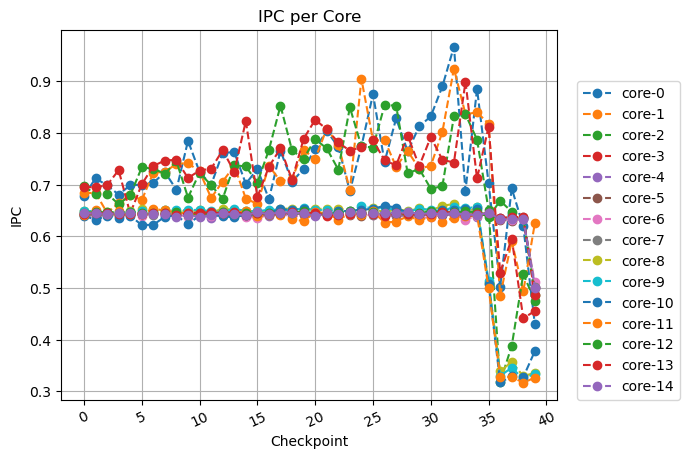 IPC per Core
IPC
0.9
0.8
0.7
0.6
0.5
0.4
0.3
0
5
10
15
20
25
30
35
40
Checkpoint
core-0
core-1
core-2
core-3
core-4
core-5
core-6
core-7
core-8
core-9
core-10
core-11
core-12
core-13
core-14